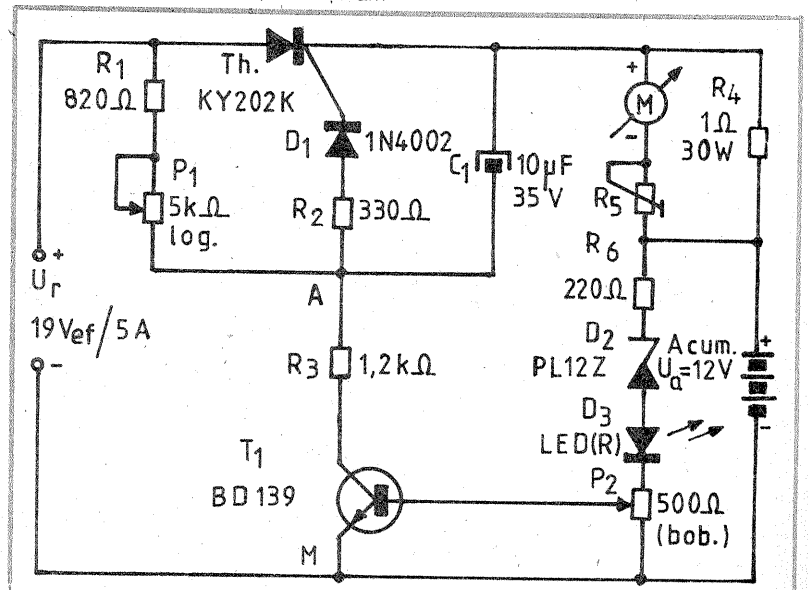 R1
820Ω
Th.
KY202K
D1
1N4002
C1
10µF
35V
+
M
-
R4
1Ω
30W
P1
5kΩ
log.
R2
330Ω
R5
A
R6
220Ω
+
Ur
19Vef/5A
-
R3
1,2kΩ
D2
PL12Z
Acum.
Ua=12V
+
-
D3
LED(R)
T1
BD139
P2
500Ω
(bob.)
M